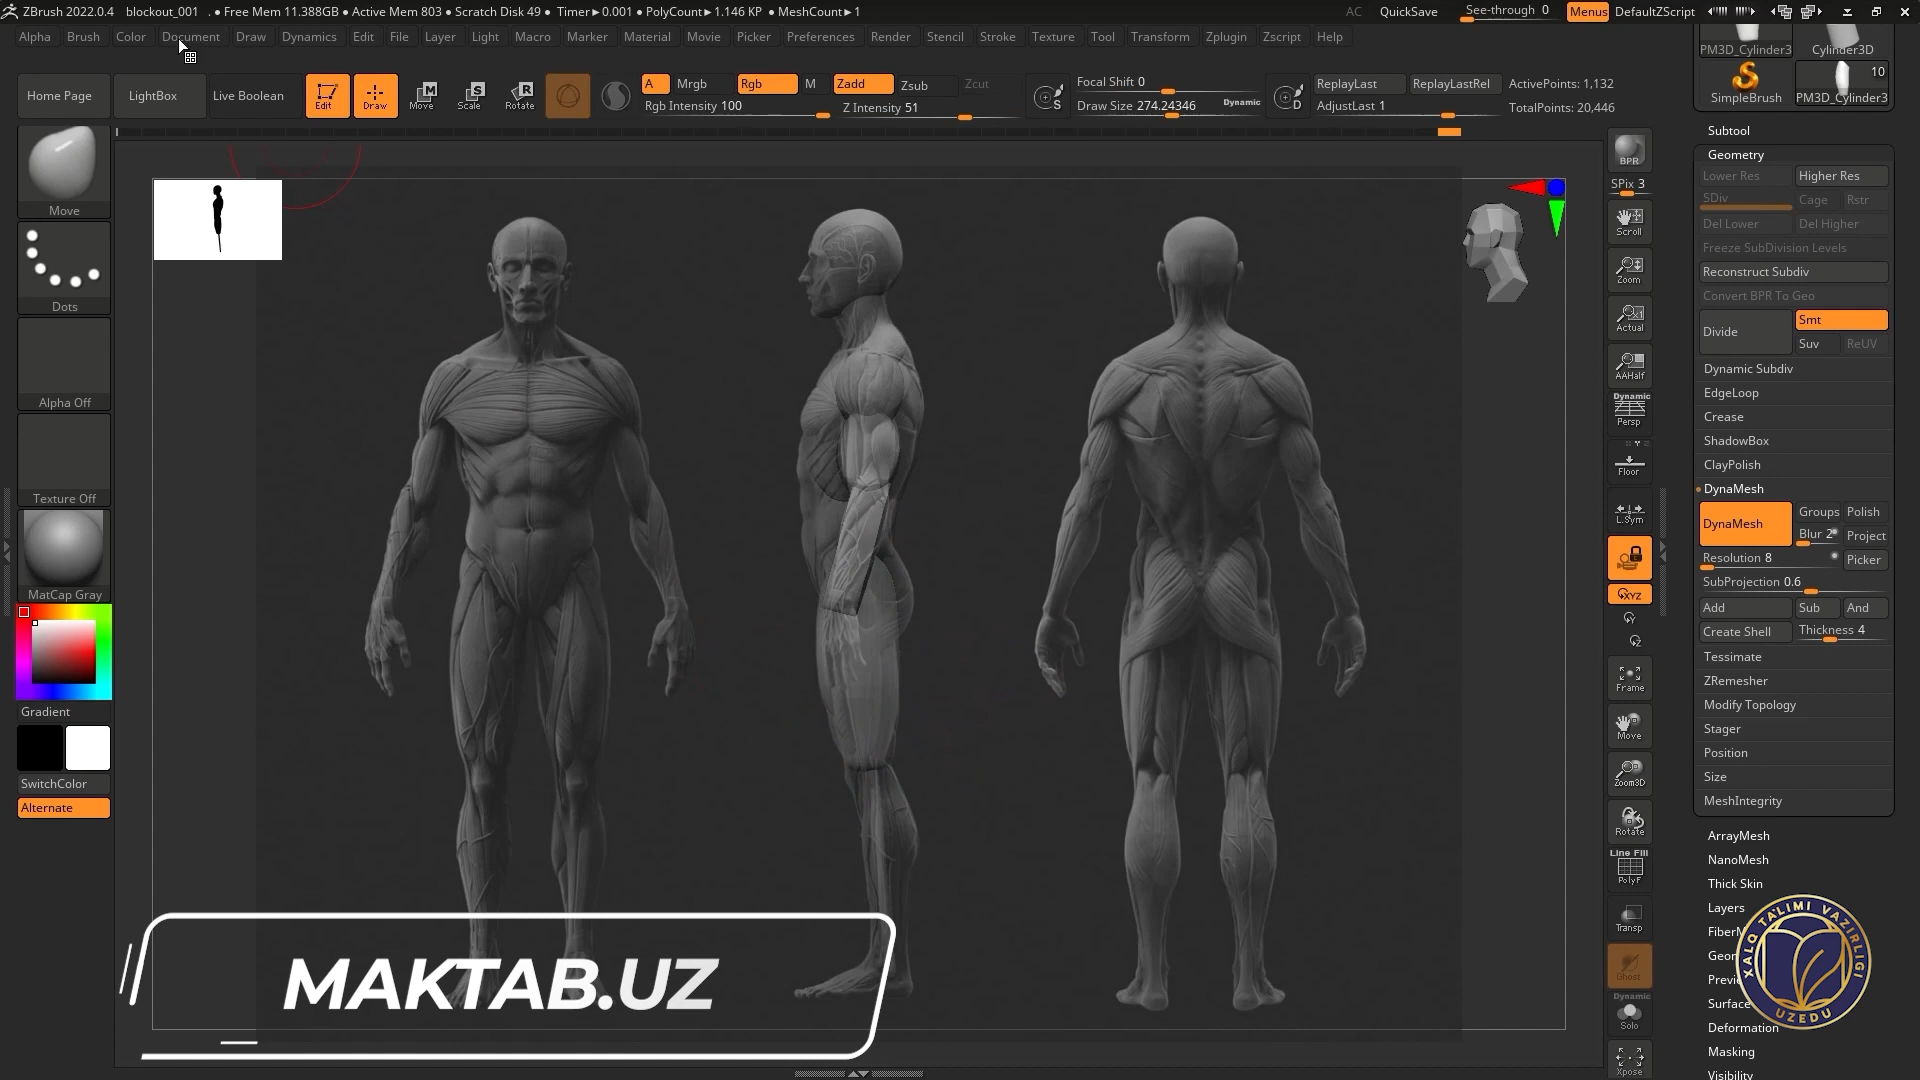 ZBrush 2022.0.4 blockout_001 . • Free Mem 11.388GB • Active Mem 803 • Scratch Disk 49 • Timer►0.001 • PolyCount►1.146 KP • MeshCount►1 AC QuickSave See-through 0 Menus DefaultZScript
Alpha Brush Color Document Draw Dynamics Edit File Layer Light Macro Marker Material Movie Picker Preferences Render Stencil Stroke Texture Tool Transform Zplugin Zscript Help
Home Page LightBox Live Boolean Edit Draw Move Scale Rotate
A Mrgb Rgb M Zadd Zsub Zcut
Rgb Intensity 100 Z Intensity 51
Focal Shift 0
Draw Size 274.24346 Dynamic
ReplayLast ReplayLastRel ActivePoints: 1,132
AdjustLast 1 TotalPoints: 20,446
Move
Dots
Alpha Off
Texture Off
MatCap Gray
Gradient
SwitchColor
Alternate
BPR
SPix 3
Scroll
Zoom
Actual
AAHalf
Dynamic
Persp
Floor
L.Sym
XYZ
Y
Z
Frame
Move
Zoom3D
Rotate
Line Fill
PolyF
Transp
Ghost
Dynamic
Solo
Xpose
PM3D_Cylinder3 Cylinder3D
10
SimpleBrush PM3D_Cylinder3
Subtool
Geometry
Lower Res Higher Res
SDiv Cage Rstr
Del Lower Del Higher
Freeze SubDivision Levels
Reconstruct Subdiv
Convert BPR To Geo
Divide Smt
Suv ReUV
Dynamic Subdiv
EdgeLoop
Crease
ShadowBox
ClayPolish
DynaMesh
DynaMesh Groups Polish
Blur 2 Project
Resolution 8 Picker
SubProjection 0.6
Add Sub And
Create Shell Thickness 4
Tessimate
ZRemesher
Modify Topology
Stager
Position
Size
MeshIntegrity
ArrayMesh
NanoMesh
Thick Skin
Layers
FiberM
Geom
Previ
Surface
Deformation
Masking
Visibility
MAKTAB.UZ
XALQ TA'LIMI VAZIRLIGI
UZEDU